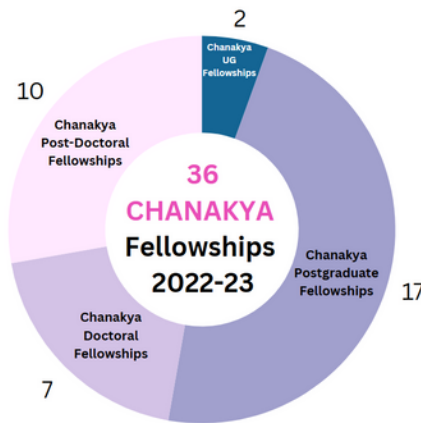 2
Chanakya
UG
Fellowships
10
Chanakya
Post-Doctoral
Fellowships
36
CHANAKYA
Fellowships
2022-23
Chanakya
Postgraduate
Fellowships
17
Chanakya
Doctoral
Fellowships
7